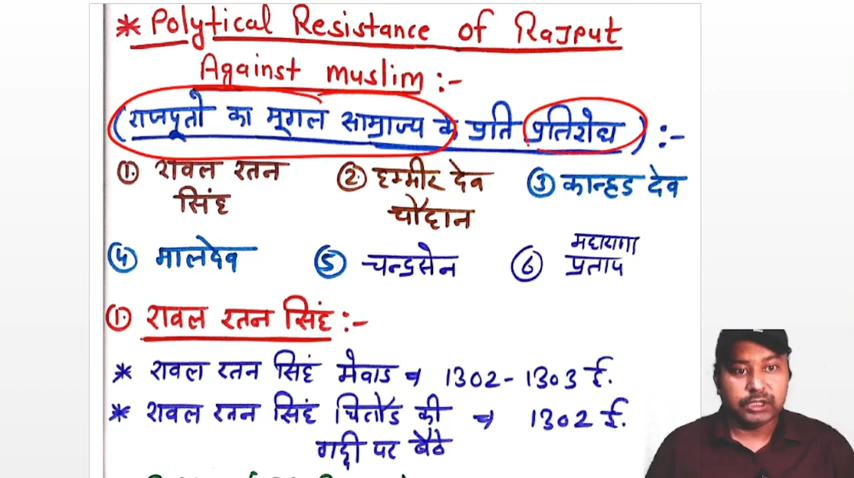 * Polytical Resistance of Rajput
Against muslim :-
(राजपूतो का मूगल साम्राज्य के प्रति प्रतिरोध) :-
① रावल रतन सिंह ② हम्मीर देव चौहान ③ कान्हड देव
④ मालदेव ⑤ चन्द्रसेन ⑥ महाराणा प्रताप
① रावल रतन सिंह :-
* रावल रतन सिंह मेवाड → 1302-1303 ई.
* रावल रतन सिंह चितौड की → 1302 ई.
गद्दी पर बैठे